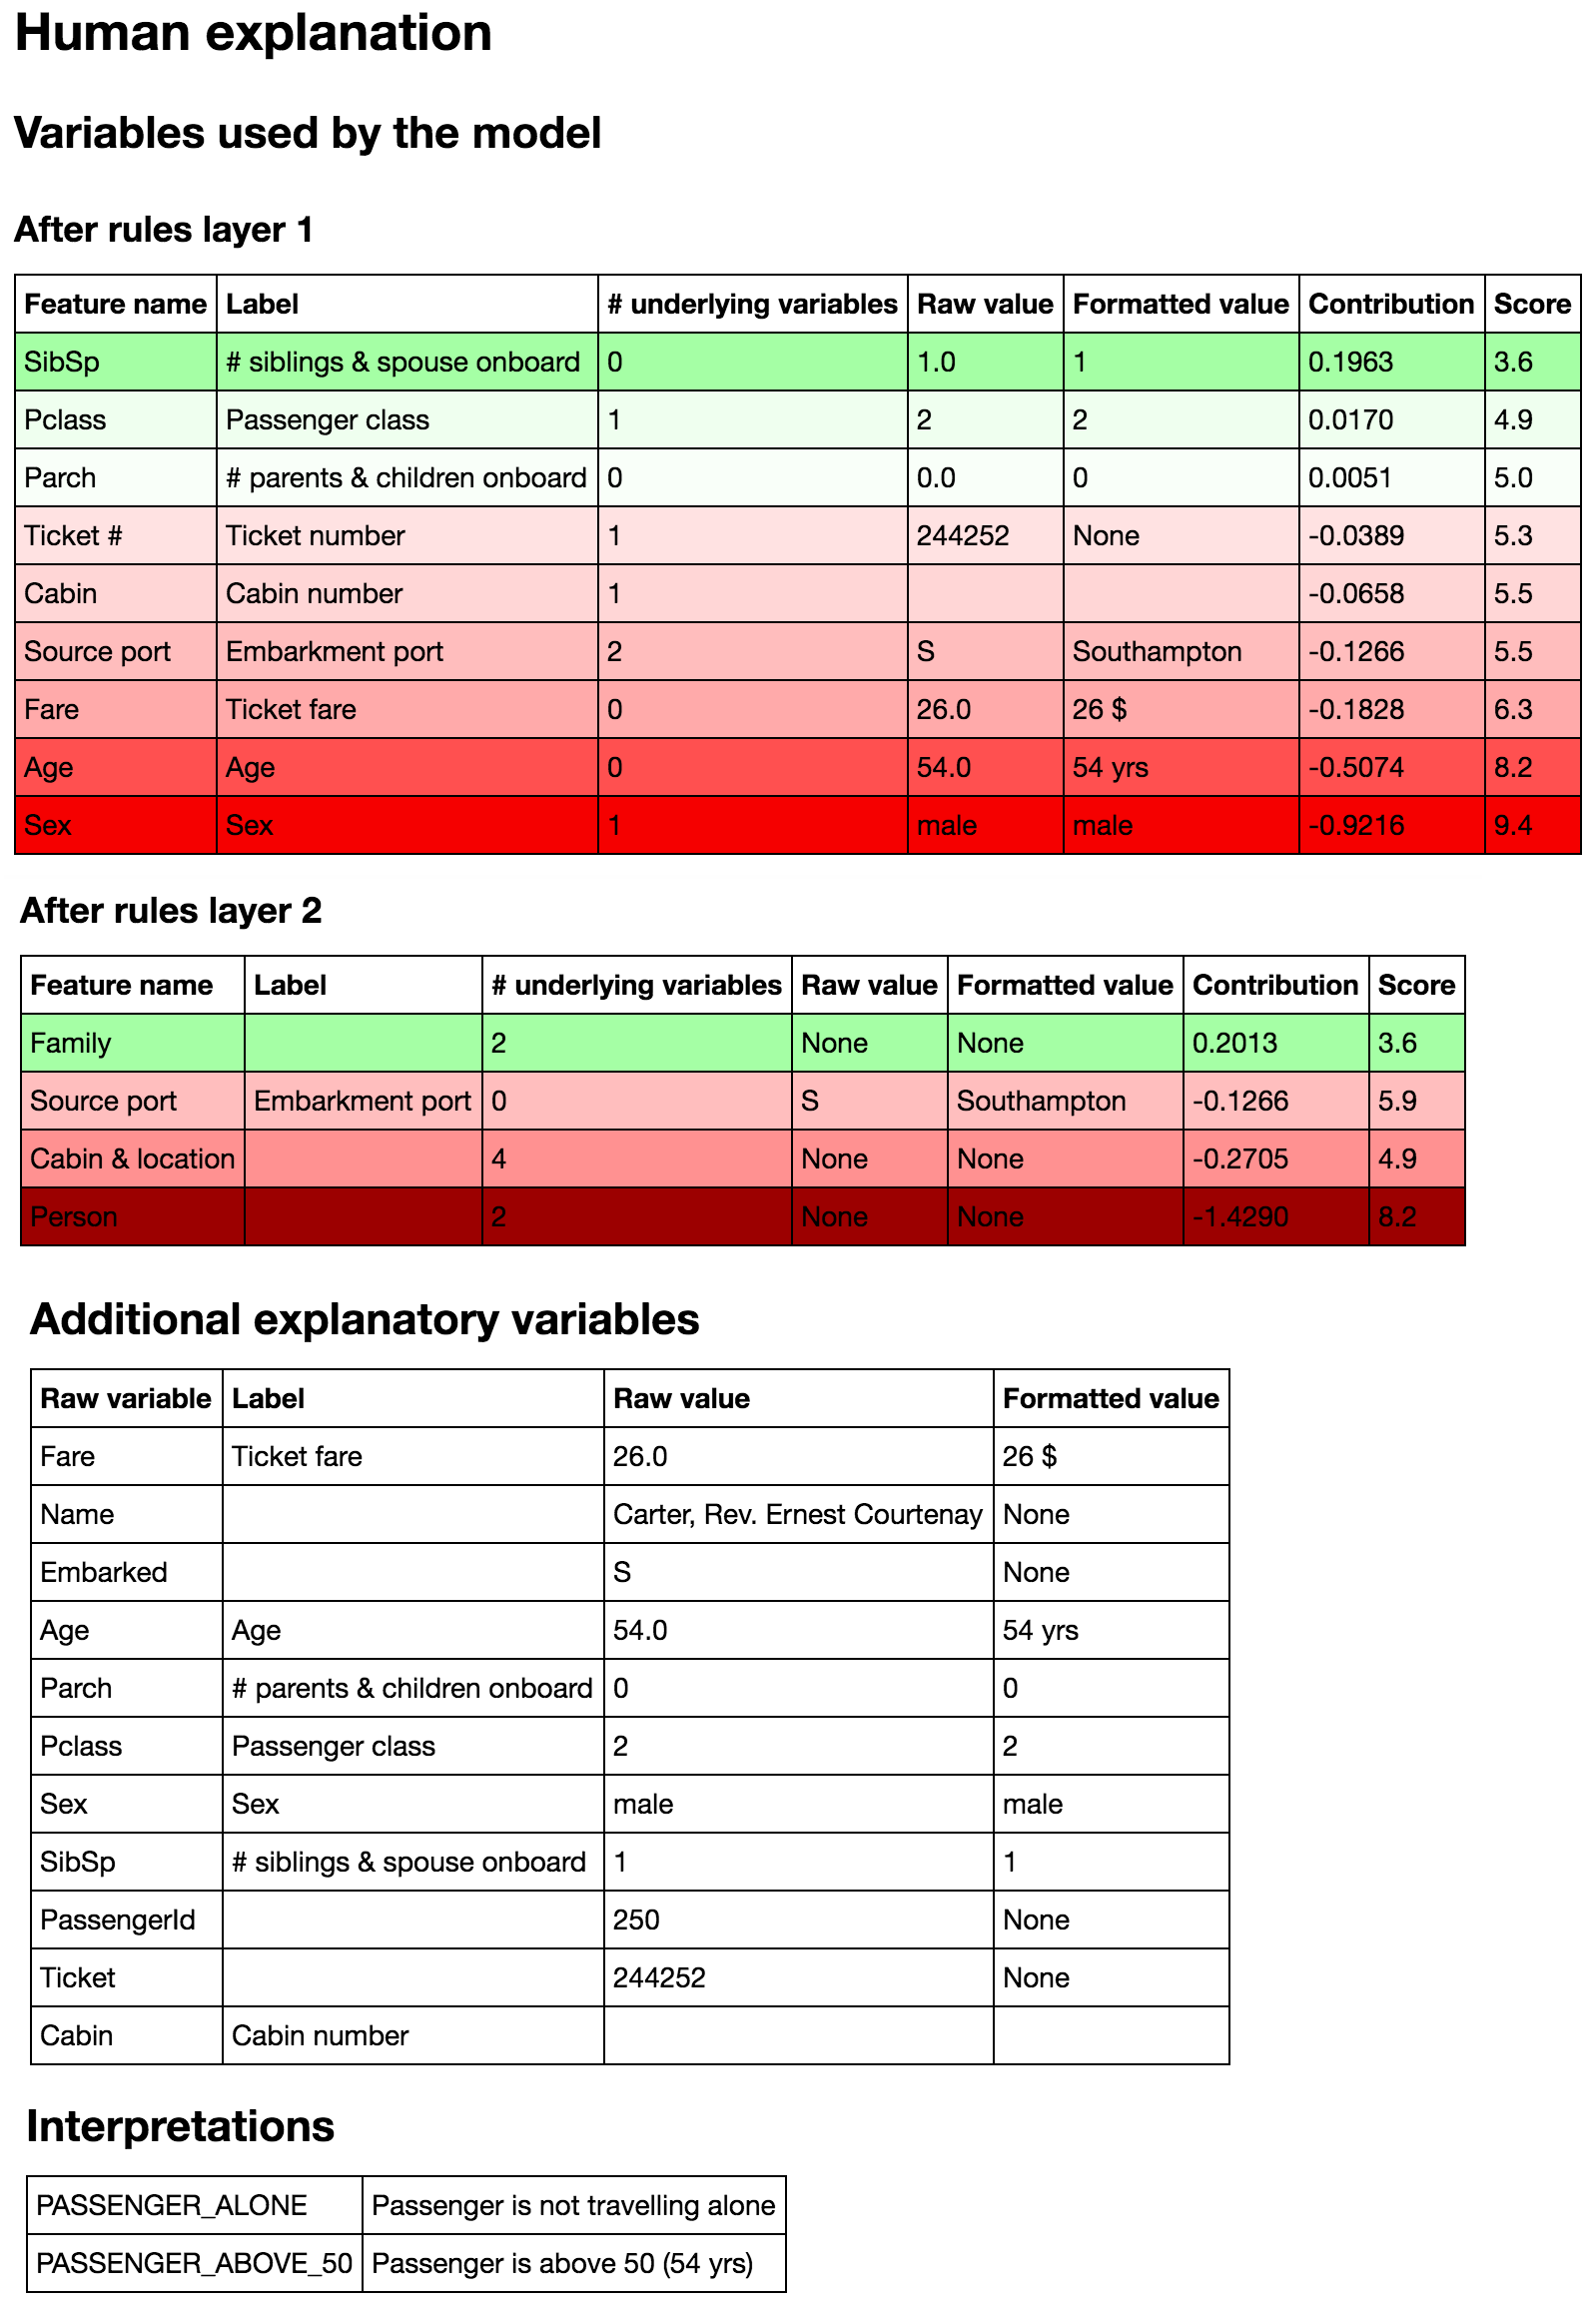 Human explanation
Variables used by the model
After rules layer 1
Feature name Label # underlying variables Raw value Formatted value Contribution Score
SibSp # siblings & spouse onboard 0 1.0 1 0.1963 3.6
Pclass Passenger class 1 2 2 0.0170 4.9
Parch # parents & children onboard 0 0.0 0 0.0051 5.0
Ticket # Ticket number 1 244252 None -0.0389 5.3
Cabin Cabin number 1 -0.0658 5.5
Source port Embarkment port 2 S Southampton -0.1266 5.5
Fare Ticket fare 0 26.0 26 $ -0.1828 6.3
Age Age 0 54.0 54 yrs -0.5074 8.2
Sex Sex 1 male male -0.9216 9.4
After rules layer 2
Feature name Label # underlying variables Raw value Formatted value Contribution Score
Family 2 None None 0.2013 3.6
Source port Embarkment port 0 S Southampton -0.1266 5.9
Cabin & location 4 None None -0.2705 4.9
Person 2 None None -1.4290 8.2
Additional explanatory variables
Raw variable Label Raw value Formatted value
Fare Ticket fare 26.0 26 $
Name Carter, Rev. Ernest Courtenay None
Embarked S None
Age Age 54.0 54 yrs
Parch # parents & children onboard 0 0
Pclass Passenger class 2 2
Sex Sex male male
SibSp # siblings & spouse onboard 1 1
PassengerId 250 None
Ticket 244252 None
Cabin Cabin number
Interpretations
PASSENGER_ALONE Passenger is not travelling alone
PASSENGER_ABOVE_50 Passenger is above 50 (54 yrs)